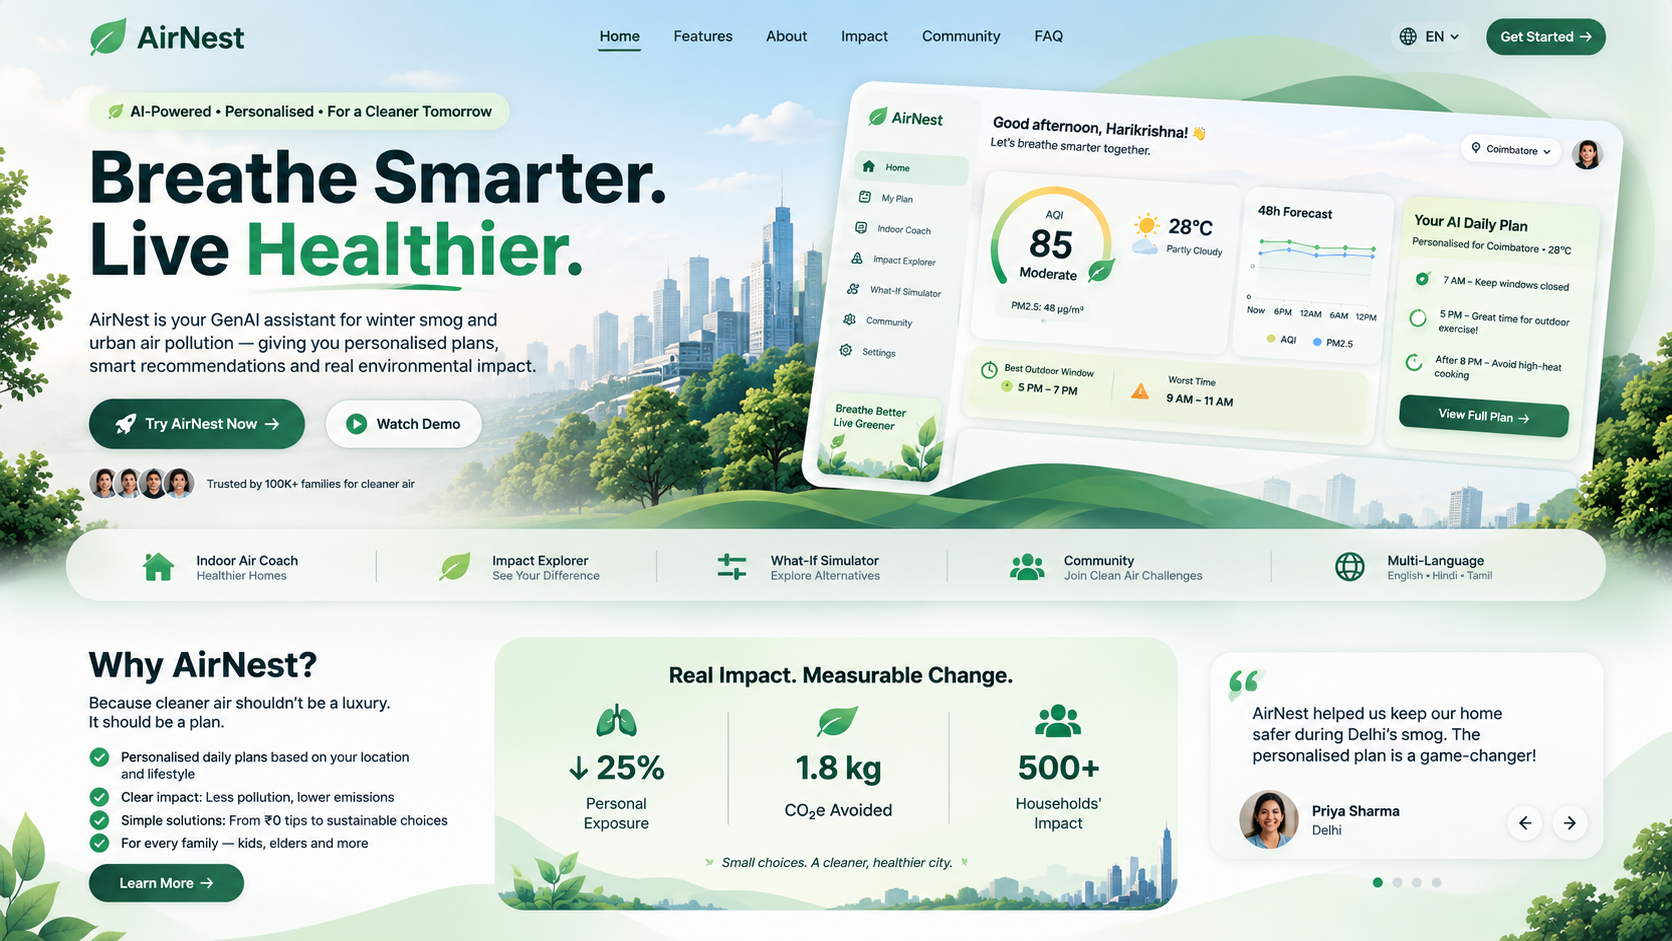 AirNest
Home
Features
About
Impact
Community
FAQ
EN
Get Started →
AI-Powered • Personalised • For a Cleaner Tomorrow
Breathe Smarter.
Live Healthier.
AirNest is your GenAI assistant for winter smog and
urban air pollution — giving you personalised plans,
smart recommendations and real environmental impact.
Try AirNest Now →
Watch Demo
Trusted by 100K+ families for cleaner air
AirNest
Home
My Plan
Indoor Coach
Impact Explorer
What-If Simulator
Community
Settings
Breathe Better
Live Greener
Good afternoon, Harikrishna! 👋
Let's breathe smarter together.
Coimbatore
AQI
85
Moderate
PM2.5: 48 µg/m³
28°C
Partly Cloudy
48h Forecast
0
0
Now 6PM 12AM 6AM 12PM
AQI
PM2.5
Best Outdoor Window
5 PM – 7 PM
Worst Time
9 AM – 11 AM
Your AI Daily Plan
Personalised for Coimbatore • 28°C
7 AM – Keep windows closed
5 PM – Great time for outdoor
exercise!
After 8 PM – Avoid high-heat
cooking
View Full Plan →
Indoor Air Coach
Healthier Homes
Impact Explorer
See Your Difference
What-If Simulator
Explore Alternatives
Community
Join Clean Air Challenges
Multi-Language
English • Hindi • Tamil
Why AirNest?
Because cleaner air shouldn't be a luxury.
It should be a plan.
Personalised daily plans based on your location
and lifestyle
Clear impact: Less pollution, lower emissions
Simple solutions: From ₹0 tips to sustainable choices
For every family — kids, elders and more
Learn More →
Real Impact. Measurable Change.
↓ 25%
Personal
Exposure
1.8 kg
CO₂e Avoided
500+
Households'
Impact
Small choices. A cleaner, healthier city.
“
AirNest helped us keep our home
safer during Delhi's smog. The
personalised plan is a game-changer!
Priya Sharma
Delhi